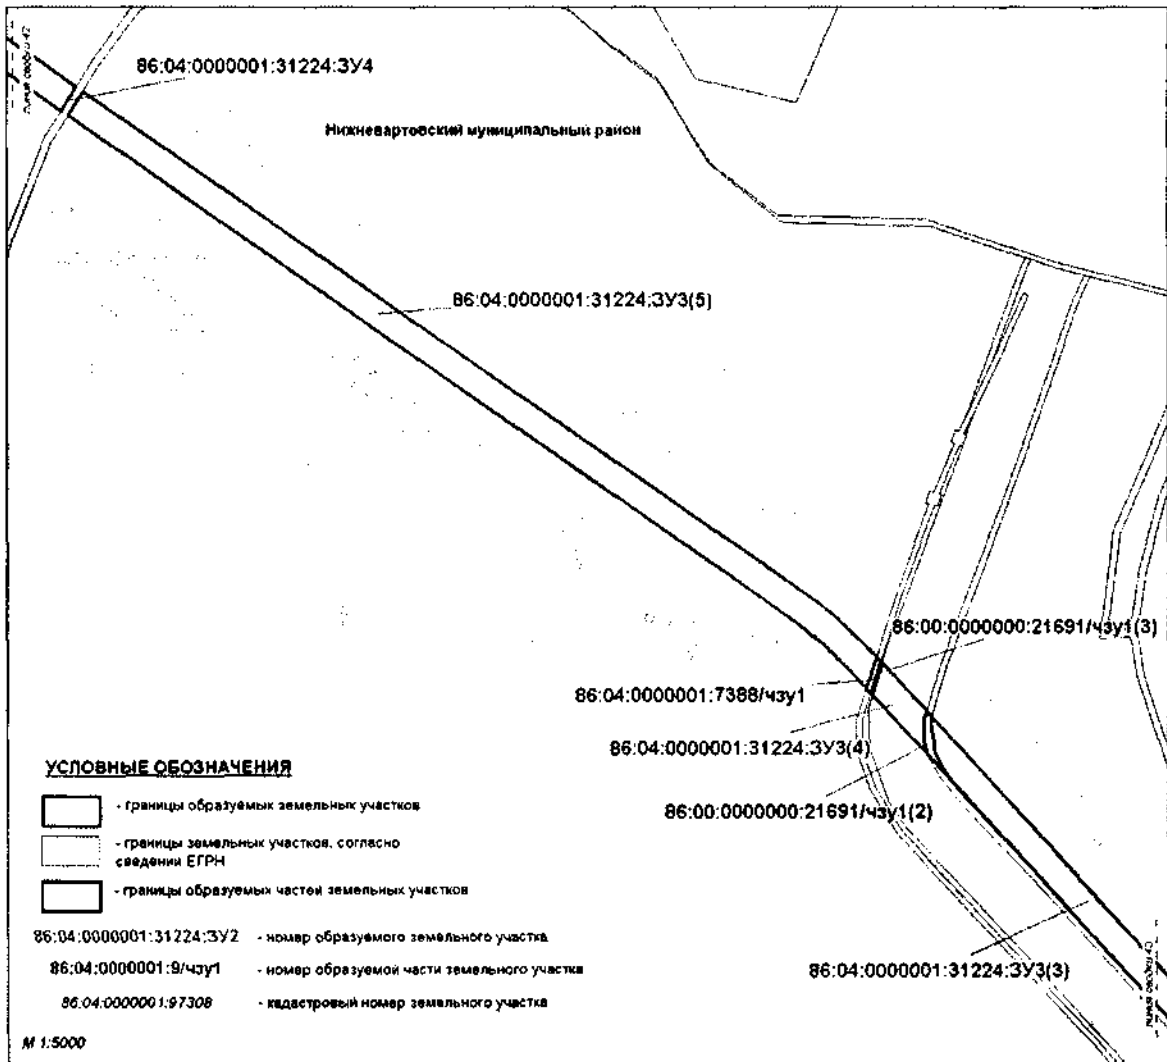 86:04:0000001:31224:ЗУ4
Нижневартовский муниципальный район
86:04:0000001:31224:ЗУ3(5)
86:00:0000000:21691/чзу1(3)
86:04:0000001:7388/чзу1
86:04:0000001:31224:ЗУ3(4)
86:00:0000000:21691/чзу1(2)
86:04:0000001:31224:ЗУ3(3)
УСЛОВНЫЕ ОБОЗНАЧЕНИЯ
- границы образуемых земельных участков
- границы земельных участков, согласно
сведений ЕГРН
- границы образуемых частей земельных участков
86:04:0000001:31224:ЗУ2 - номер образуемого земельного участка
86:04:0000001:9/чзу1 - номер образуемой части земельного участка
86:04:0000001:97308 - кадастровый номер земельного участка
М 1:5000